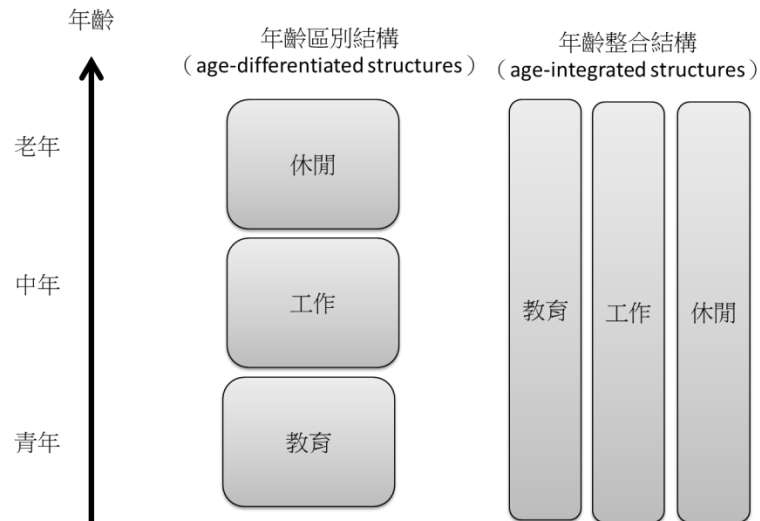 年齡
年齡區別結構
（age-differentiated structures）
年齡整合結構
（age-integrated structures）
老年
休閒
中年
工作
教育
工作
休閒
青年
教育